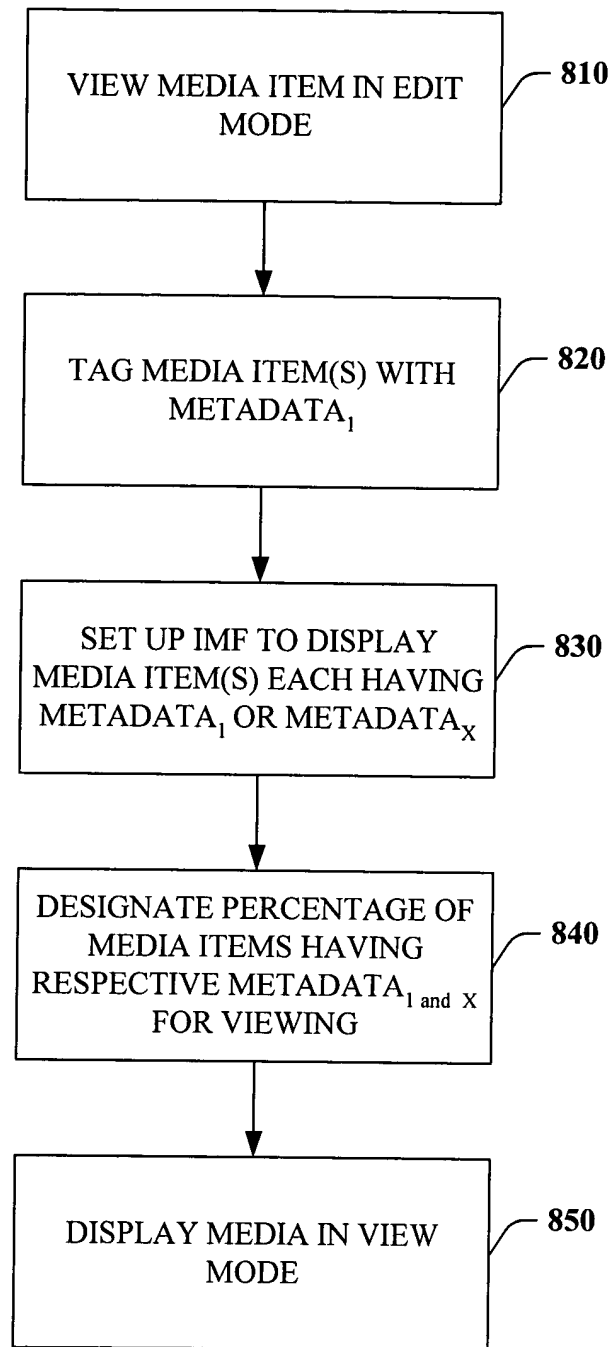 VIEW MEDIA ITEM IN EDIT
MODE
810
TAG MEDIA ITEM(S) WITH
METADATA₁
820
SET UP IMF TO DISPLAY
MEDIA ITEM(S) EACH HAVING
METADATA₁ OR METADATAX
830
DESIGNATE PERCENTAGE OF
MEDIA ITEMS HAVING
RESPECTIVE METADATA1 and X
FOR VIEWING
840
DISPLAY MEDIA IN VIEW
MODE
850